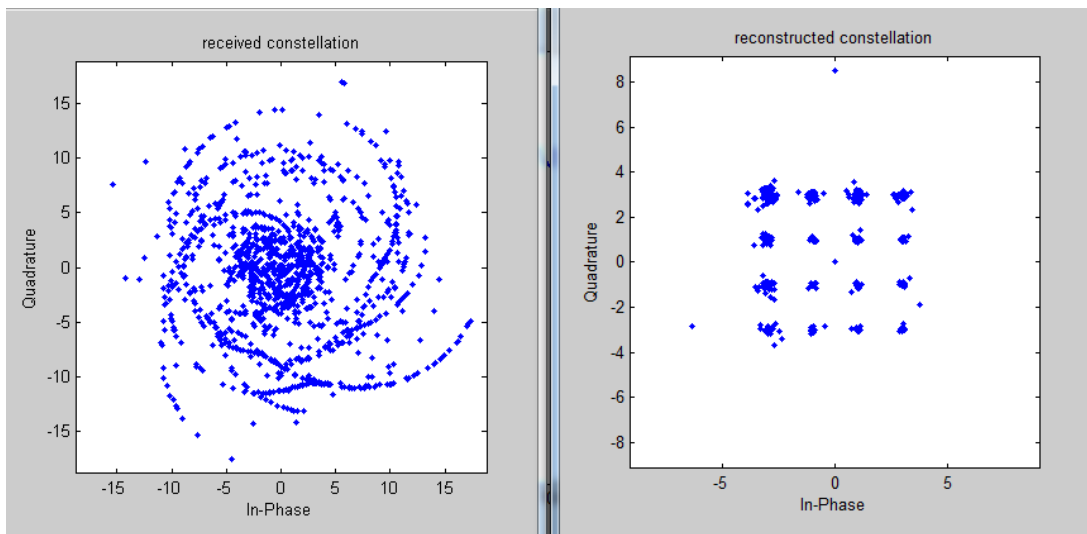 received constellation
Quadrature
15
10
5
0
-5
-10
-15
-15 -10 -5 0 5 10 15
In-Phase
reconstructed constellation
Quadrature
8
6
4
2
0
-2
-4
-6
-8
-5 0 5
In-Phase